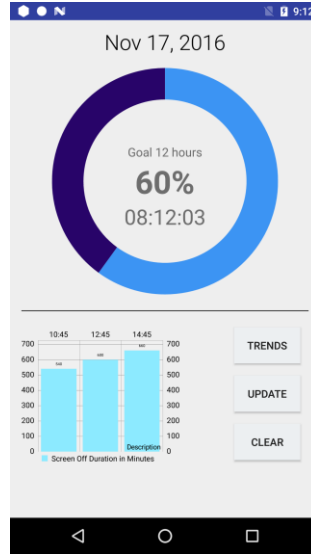 9:12
Nov 17, 2016
Goal 12 hours
60%
08:12:03
10:45 12:45 14:45
700 700
600 600
500 500
400 400
300 300
200 200
100 100
0 Description 0
Screen Off Duration in Minutes
TRENDS
UPDATE
CLEAR